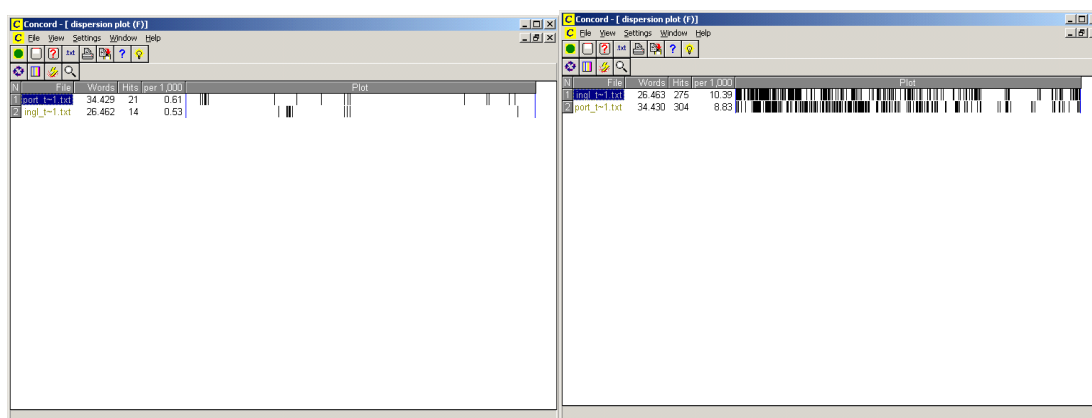 Concord - [ dispersion plot (F)]
File View Settings Window Help
.txt
N File Words Hits per 1,000 Plot
1 port_t~1.txt 34.429 21 0.61
2 ingl_t~1.txt 26.462 14 0.53
Concord - [ dispersion plot (F)]
File View Settings Window Help
.txt
N File Words Hits per 1,000 Plot
1 ingl_t~1.txt 26.463 275 10.39
2 port_t~1.txt 34.430 304 8.83